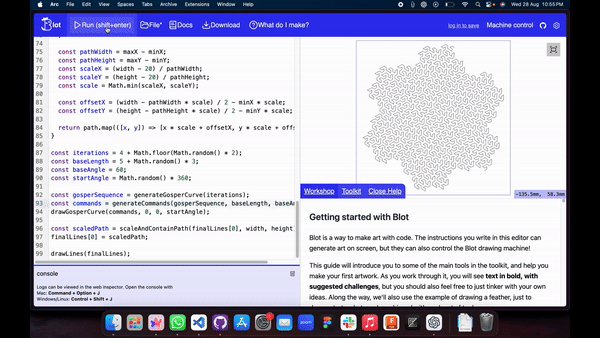 Arc File Edit View Spaces Tabs Archive Extensions Window Help
Wed 28 Aug 10:55 PM
Blot
Run (shift+enter)
File*
Docs
Download
What do I make?
log in to save
Machine control
74
75 const pathWidth = maxX - minX;
76 const pathHeight = maxY - minY;
77 const scaleX = (width - 20) / pathWidth;
78 const scaleY = (height - 20) / pathHeight;
79 const scale = Math.min(scaleX, scaleY);
80
81 const offsetX = (width - pathWidth * scale) / 2 - minX * scale;
82 const offsetY = (height - pathHeight * scale) / 2 - minY * scale;
83
84 return path.map(([x, y]) => [x * scale + offsetX, y * scale + offs
85 }
86
87 const iterations = 4 + Math.floor(Math.random() * 2);
88 const baseLength = 5 + Math.random() * 3;
89 const baseAngle = 60;
90 const startAngle = Math.random() * 360;
91
92 const gosperSequence = generateGosperCurve(iterations);
93 const commands = generateCommands(gosperSequence, baseLength, baseAn
94 drawGosperCurve(commands, 0, 0, startAngle);
95
96 const scaledPath = scaleAndContainPath(finalLines[0], width, height
97 finalLines[0] = scaledPath;
98
99 drawLines(finalLines);
console
Logs can be viewed in the web inspector. Open the console with
Mac: Command + Option + J
Windows/Linux: Control + Shift + J
-135.5mm, 58.3mm
Workshop Toolkit Close Help
Getting started with Blot
Blot is a way to make art with code. The instructions you write in this editor can
generate art on screen, but they can also control the Blot drawing machine!
This guide will introduce you to some of the main tools in the toolkit, and help you
make your first artwork. As you work through it, you will see text in bold, with
suggested challenges, but you should also feel free to just tinker with your own
ideas. Along the way, we'll also use the example of drawing a feather, just to